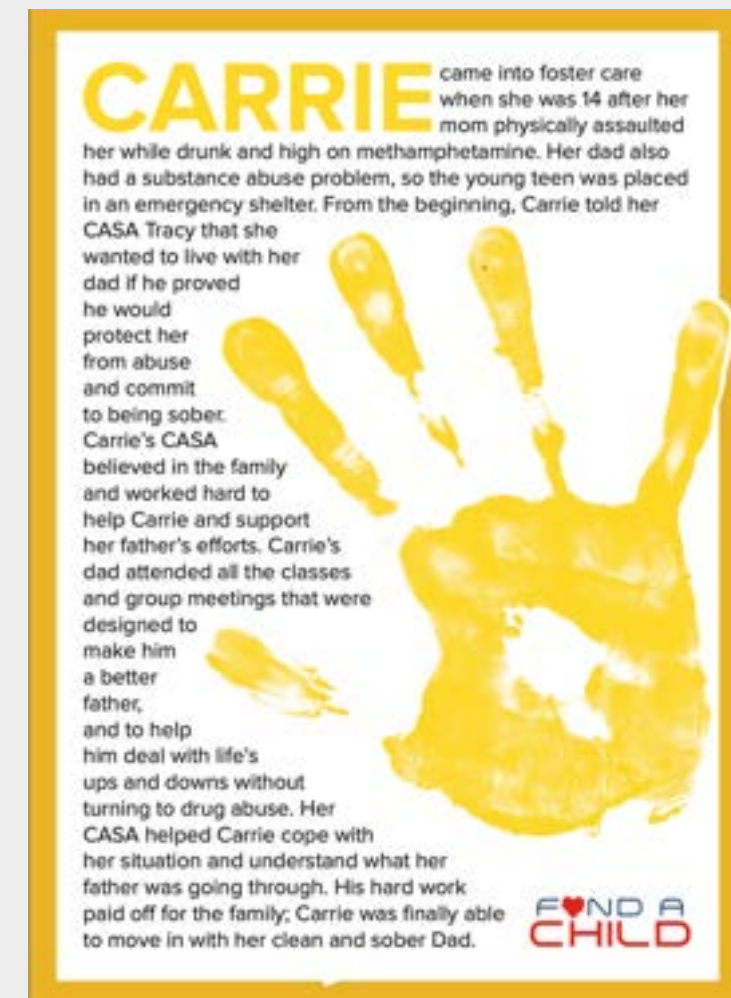 CARRIE came into foster care
when she was 14 after her
mom physically assaulted
her while drunk and high on methamphetamine. Her dad also
had a substance abuse problem, so the young teen was placed
in an emergency shelter. From the beginning, Carrie told her
CASA Tracy that she
wanted to live with her
dad if he proved
he would
protect her
from abuse
and commit
to being sober.
Carrie's CASA
believed in the family
and worked hard to
help Carrie and support
her father's efforts. Carrie's
dad attended all the classes
and group meetings that were
designed to
make him
a better
father,
and to help
him deal with life's
ups and downs without
turning to drug abuse. Her
CASA helped Carrie cope with
her situation and understand what her
father was going through. His hard work
paid off for the family; Carrie was finally able
to move in with her clean and sober Dad.
F♥ND A
CHILD